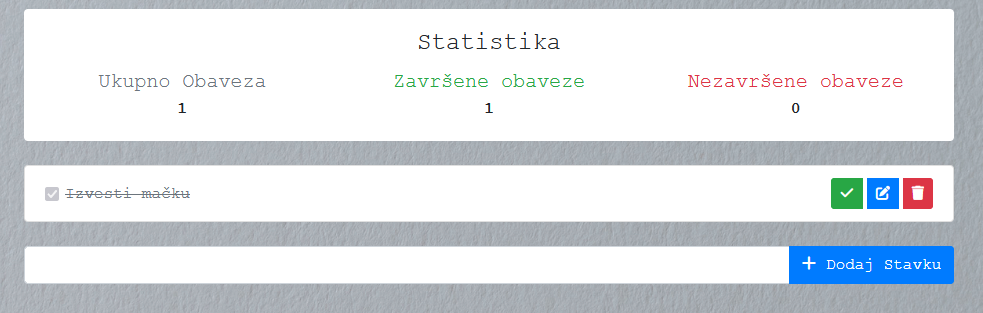 Statistika
Ukupno Obaveza
1
Završene obaveze
1
Nezavršene obaveze
0
Izvesti mačku
Dodaj Stavku